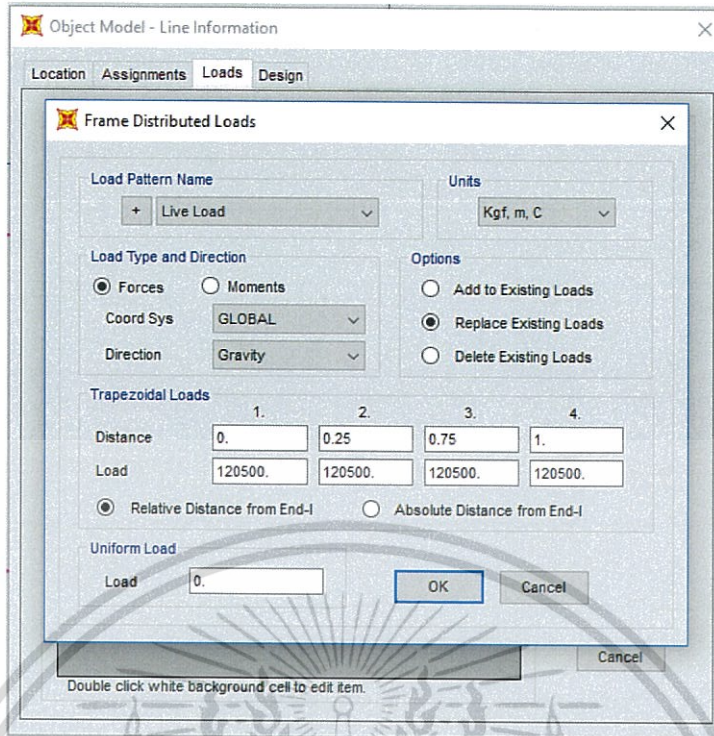 Object Model - Line Information
Location Assignments Loads Design
Frame Distributed Loads
Load Pattern Name
+ Live Load
Units
Kgf, m, C
Load Type and Direction
Forces Moments
Coord Sys GLOBAL
Direction Gravity
Options
Add to Existing Loads
Replace Existing Loads
Delete Existing Loads
Trapezoidal Loads
1. 2. 3. 4.
Distance 0. 0.25 0.75 1.
Load 120500. 120500. 120500. 120500.
Relative Distance from End-I Absolute Distance from End-I
Uniform Load
Load 0.
OK Cancel
Cancel
Double click white background cell to edit item.